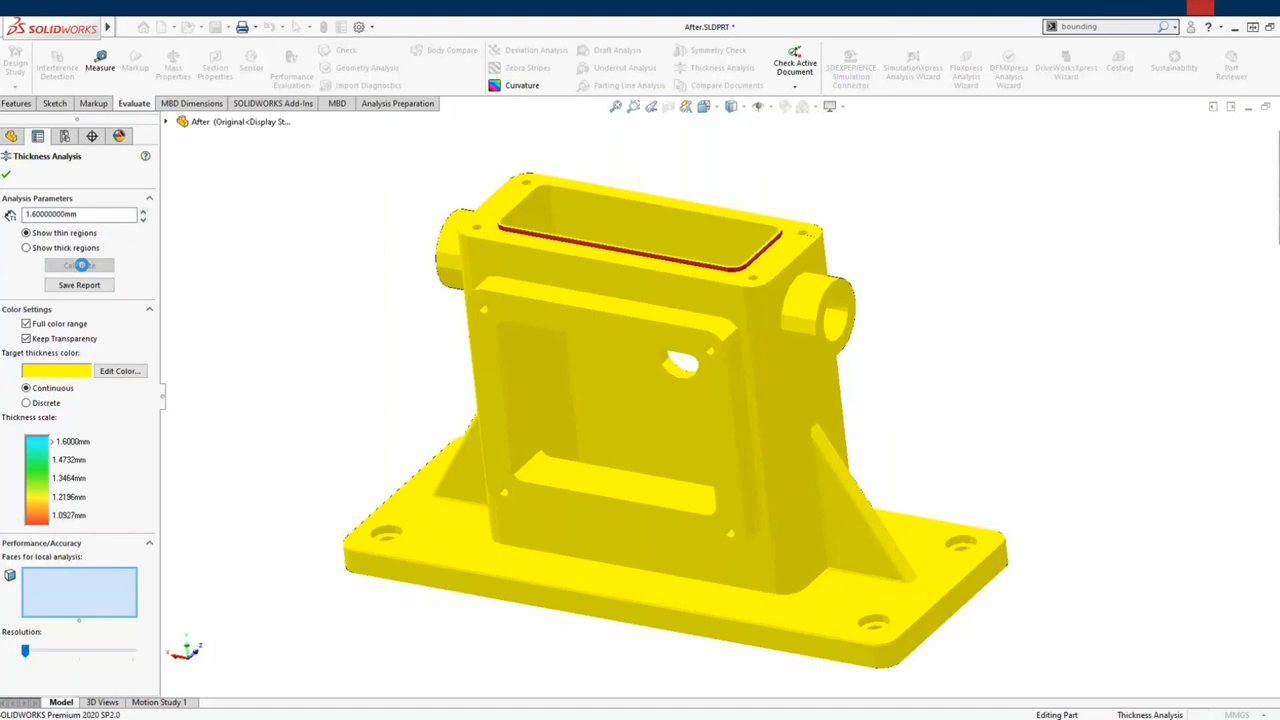 SOLIDWORKS
After.SLDPRT *
bounding
Design Study
Interference Detection
Measure
Markup
Mass Properties
Section Properties
Sensor
Performance Evaluation
Check
Geometry Analysis
Import Diagnostics
Body Compare
Deviation Analysis
Zebra Stripes
Curvature
Draft Analysis
Undercut Analysis
Parting Line Analysis
Symmetry Check
Thickness Analysis
Compare Documents
Check Active Document
3DEXPERIENCE Simulation Connector
SimulationXpress Analysis Wizard
FloXpress Analysis Wizard
DFMXpress Analysis Wizard
DriveWorksXpress Wizard
Costing
Sustainability
Part Reviewer
Features Sketch Markup Evaluate MBD Dimensions SOLIDWORKS Add-Ins MBD Analysis Preparation
After (Original<Display St...
Thickness Analysis
Analysis Parameters
1.60000000mm
Show thin regions
Show thick regions
Save Report
Color Settings
Full color range
Keep Transparency
Target thickness color:
Edit Color...
Continuous
Discrete
Thickness scale:
> 1.6000mm
1.4732mm
1.3464mm
1.2196mm
1.0927mm
Performance/Accuracy
Faces for local analysis:
Resolution:
Y
X
Z
Model 3D Views Motion Study 1
SOLIDWORKS Premium 2020 SP2.0
Editing Part
Thickness Analysis
MMGS